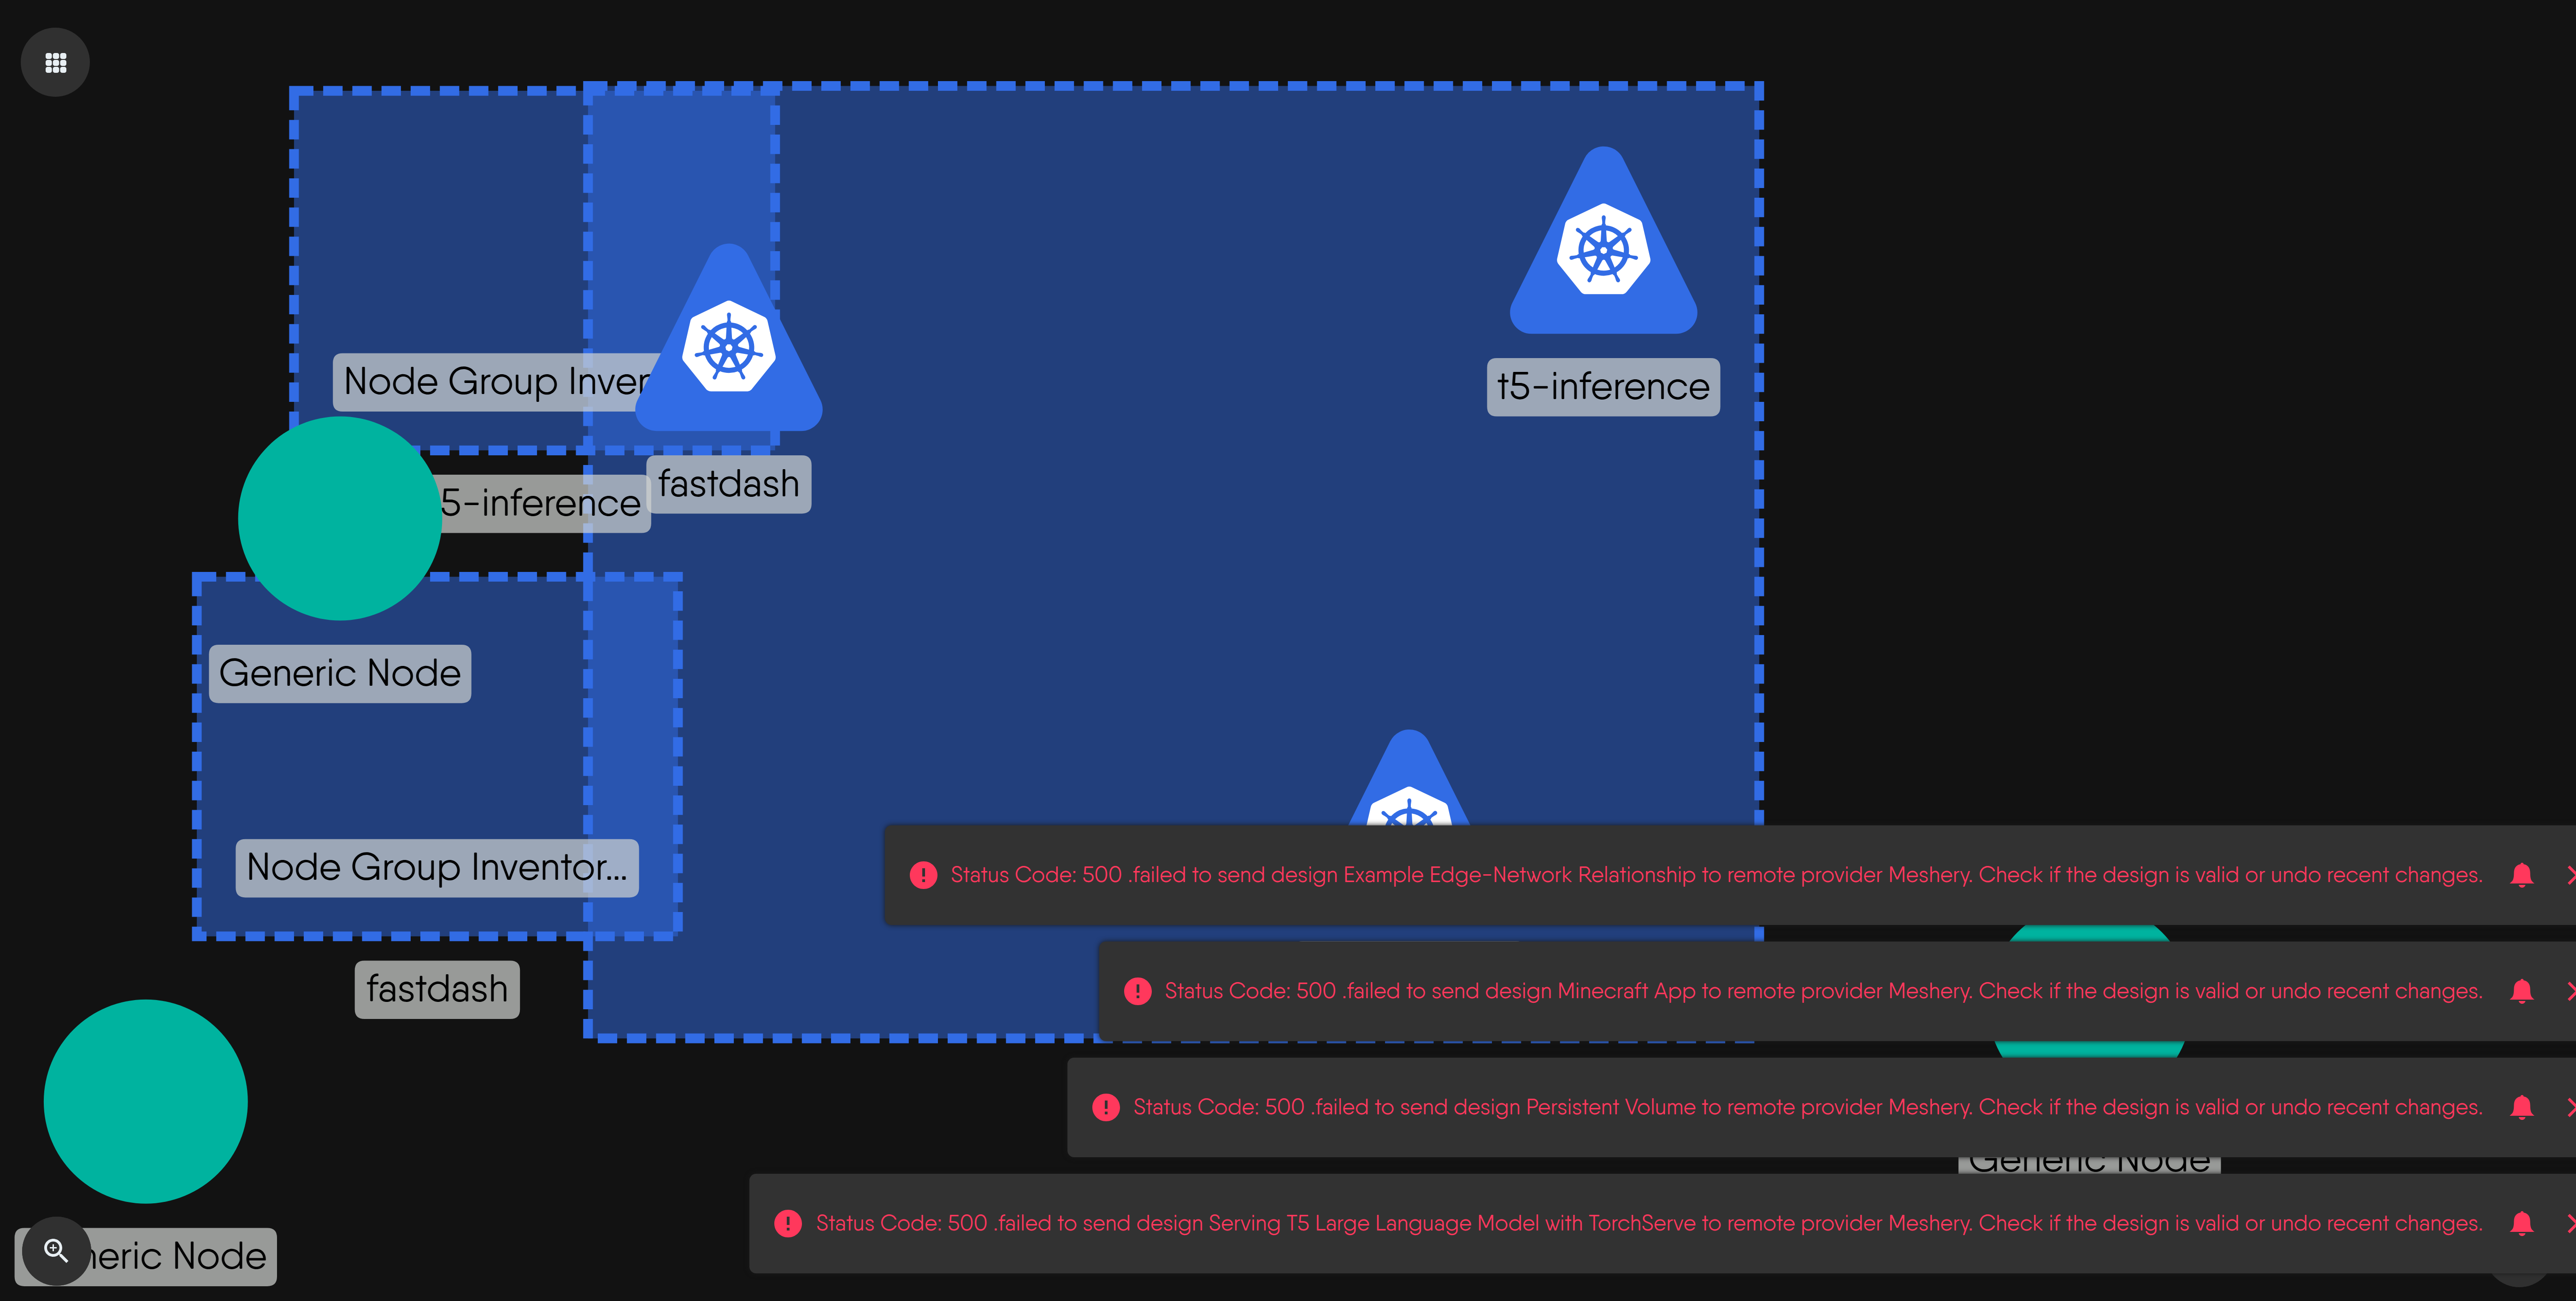 t5-inference
Node Group Inver
fastdash
5-inference
Generic Node
Node Group Inventor...
Status Code: 500 .failed to send design Example Edge-Network Relationship to remote provider Meshery. Check if the design is valid or undo recent changes.
fastdash
Status Code: 500 .failed to send design Minecraft App to remote provider Meshery. Check if the design is valid or undo recent changes.
Status Code: 500 .failed to send design Persistent Volume to remote provider Meshery. Check if the design is valid or undo recent changes.
Generic Node
Status Code: 500 .failed to send design Serving T5 Large Language Model with TorchServe to remote provider Meshery. Check if the design is valid or undo recent changes.
neric Node